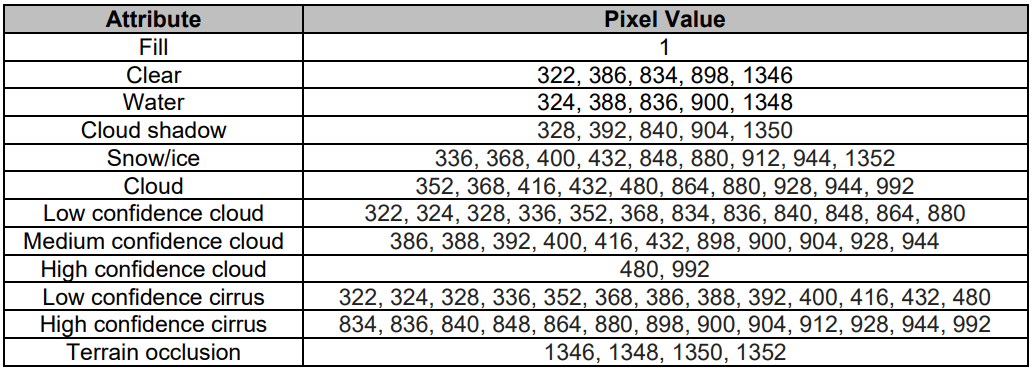 Attribute Pixel Value
Fill 1
Clear 322, 386, 834, 898, 1346
Water 324, 388, 836, 900, 1348
Cloud shadow 328, 392, 840, 904, 1350
Snow/ice 336, 368, 400, 432, 848, 880, 912, 944, 1352
Cloud 352, 368, 416, 432, 480, 864, 880, 928, 944, 992
Low confidence cloud 322, 324, 328, 336, 352, 368, 834, 836, 840, 848, 864, 880
Medium confidence cloud 386, 388, 392, 400, 416, 432, 898, 900, 904, 928, 944
High confidence cloud 480, 992
Low confidence cirrus 322, 324, 328, 336, 352, 368, 386, 388, 392, 400, 416, 432, 480
High confidence cirrus 834, 836, 840, 848, 864, 880, 898, 900, 904, 912, 928, 944, 992
Terrain occlusion 1346, 1348, 1350, 1352